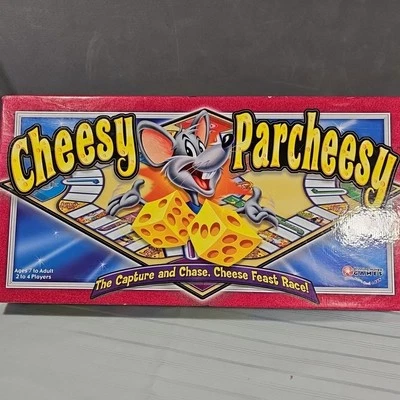 Cheesy Parcheesy
The Capture and Chase, Cheese Feast Race!
Ages 7 to Adult
2 to 4 Players